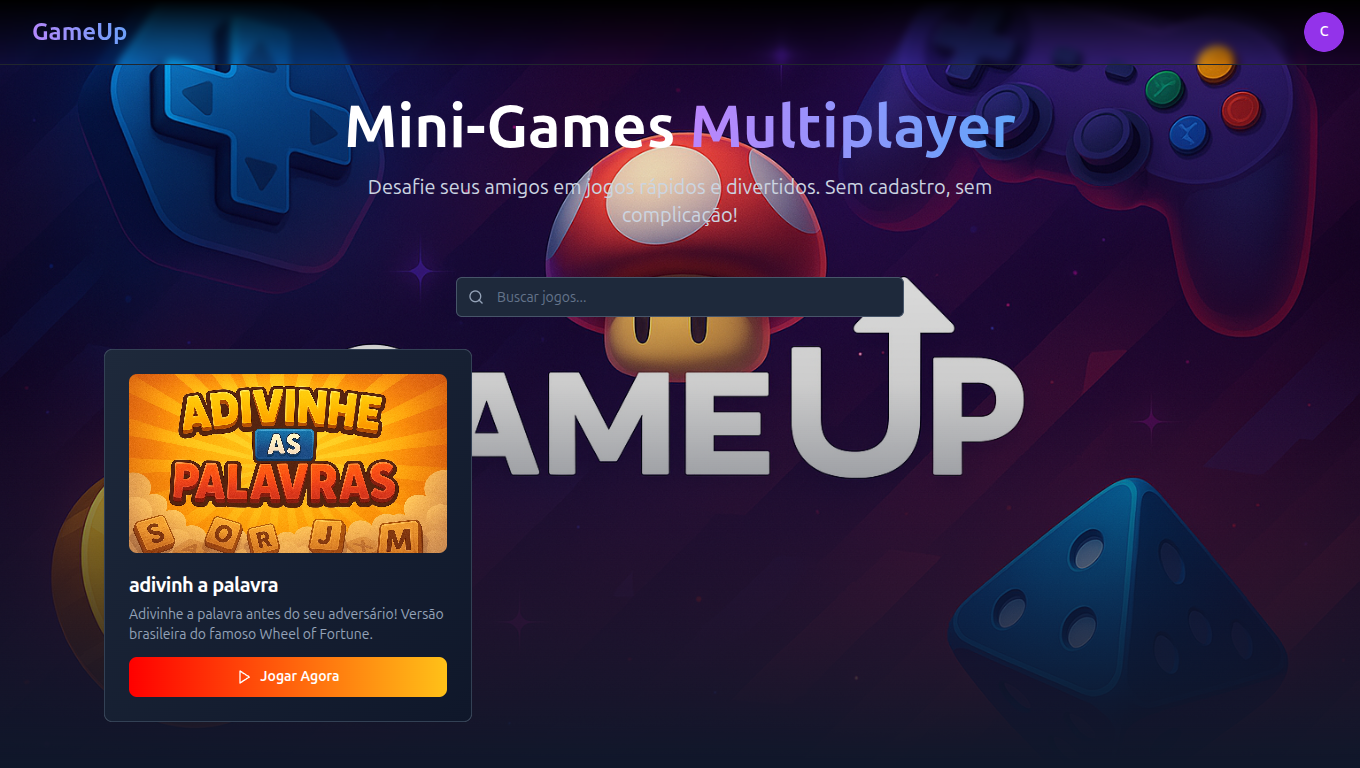 GameUp
C
Mini-Games Multiplayer
Desafie seus amigos em jogos rápidos e divertidos. Sem cadastro, sem
complicação!
Buscar jogos...
AMEUP
ADIVINHE
AS
PALAVRAS
S O R J M
adivinh a palavra
Adivinhe a palavra antes do seu adversário! Versão
brasileira do famoso Wheel of Fortune.
Jogar Agora